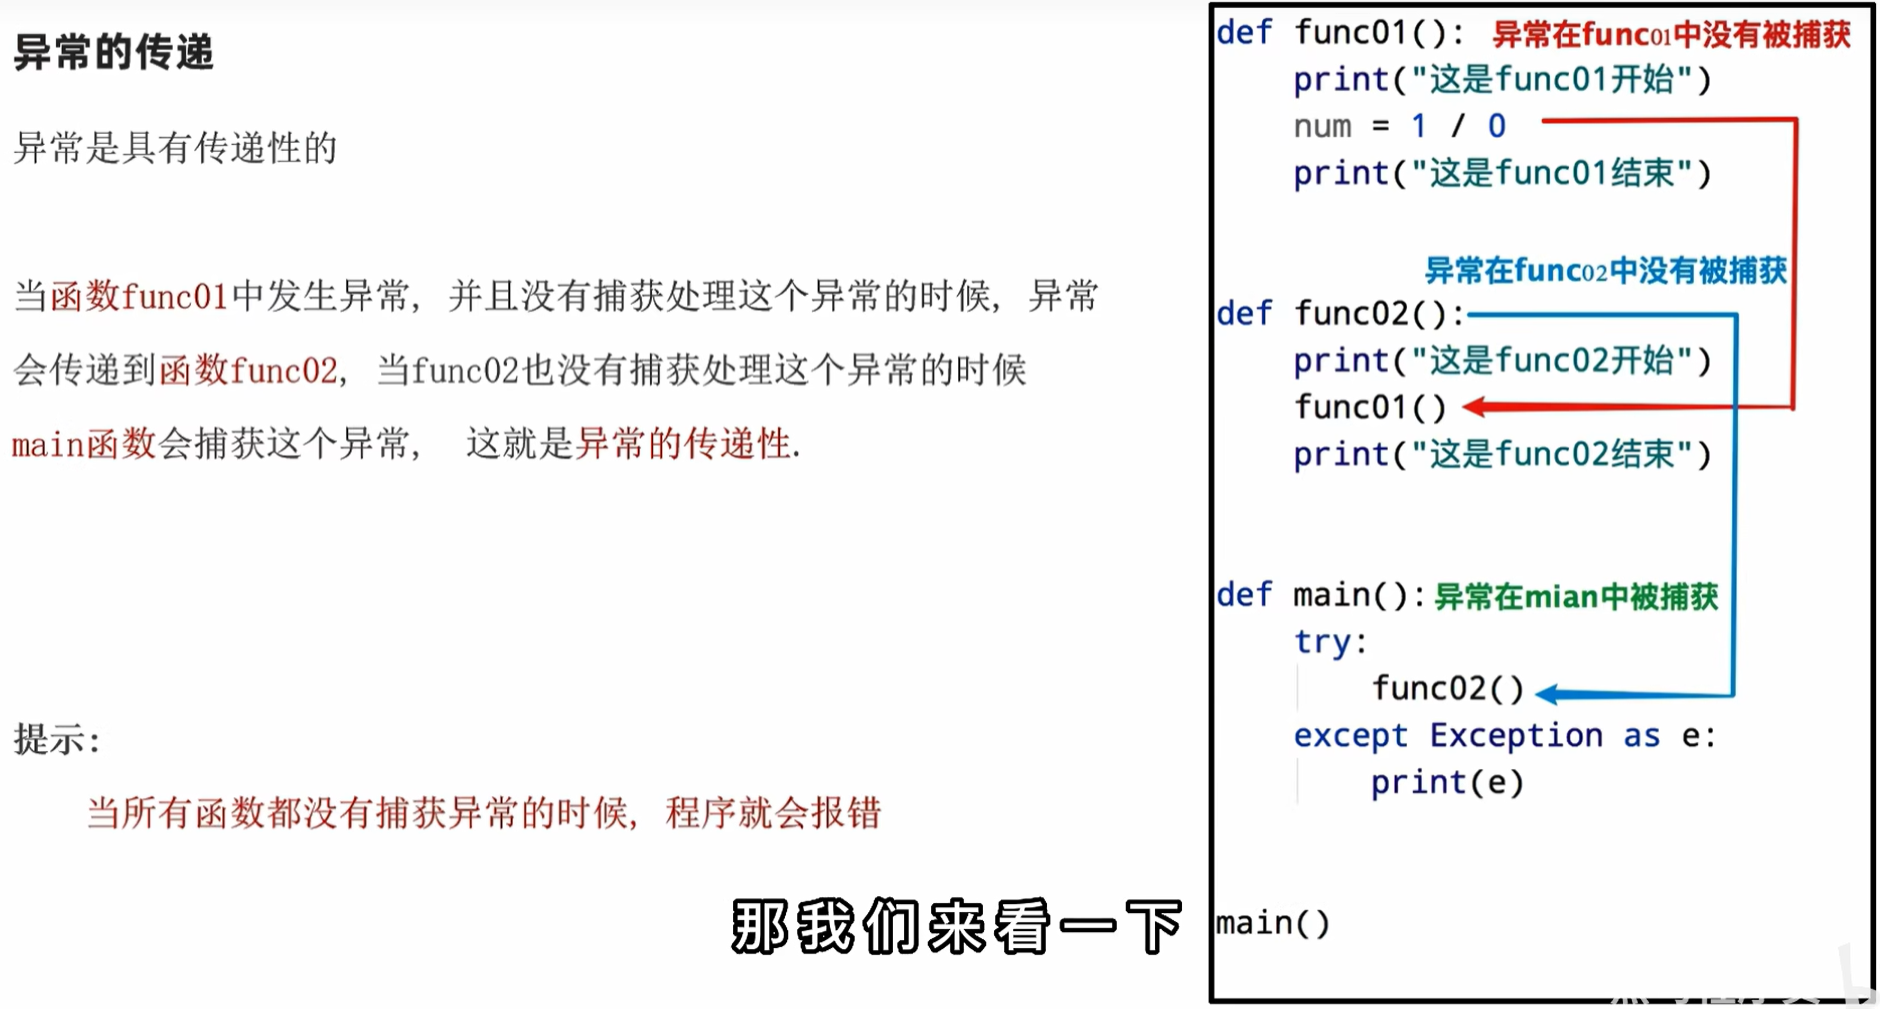 异常的传递
异常是具有传递性的
当函数func01中发生异常, 并且没有捕获处理这个异常的时候, 异常
会传递到函数func02, 当func02也没有捕获处理这个异常的时候
main函数会捕获这个异常, 这就是异常的传递性.
提示:
当所有函数都没有捕获异常的时候, 程序就会报错
那我们来看一下
def func01(): 异常在func01中没有被捕获
print("这是func01开始")
num = 1 / 0
print("这是func01结束")
异常在func02中没有被捕获
def func02():
print("这是func02开始")
func01()
print("这是func02结束")
def main(): 异常在mian中被捕获
try:
func02()
except Exception as e:
print(e)
main()